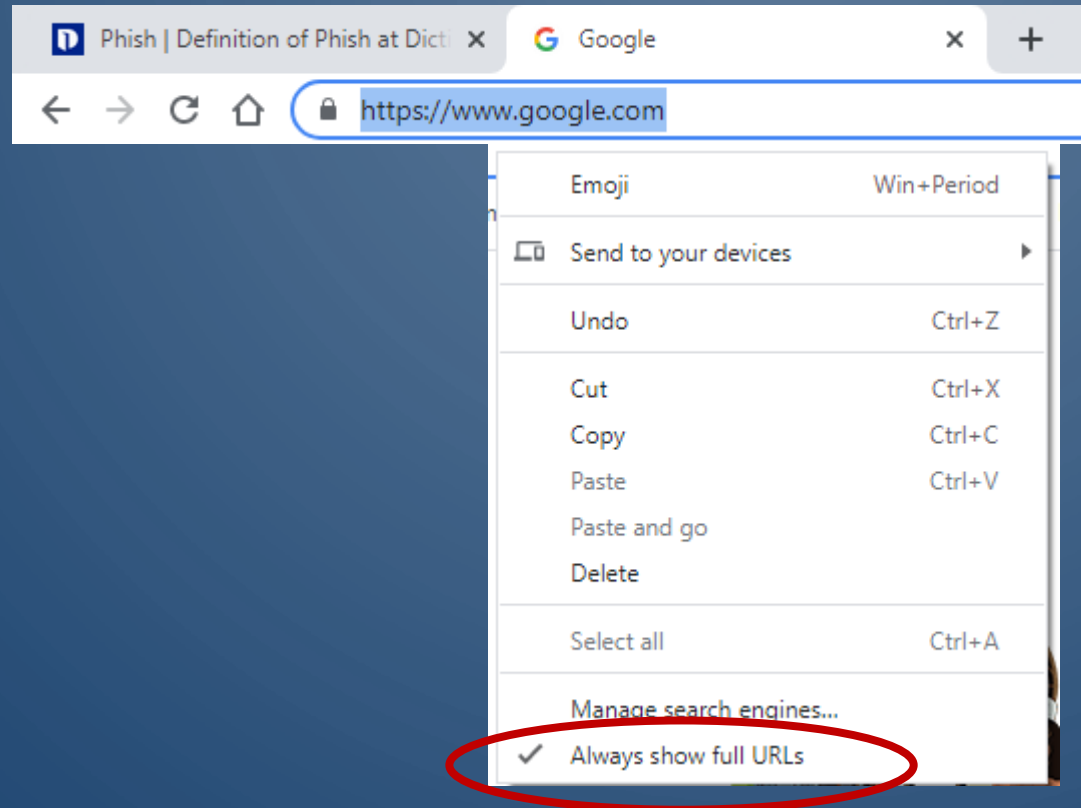 Phish | Definition of Phish at Dicti
Google
https://www.google.com
Emoji Win+Period
Send to your devices
Undo Ctrl+Z
Cut Ctrl+X
Copy Ctrl+C
Paste Ctrl+V
Paste and go
Delete
Select all Ctrl+A
Manage search engines...
Always show full URLs